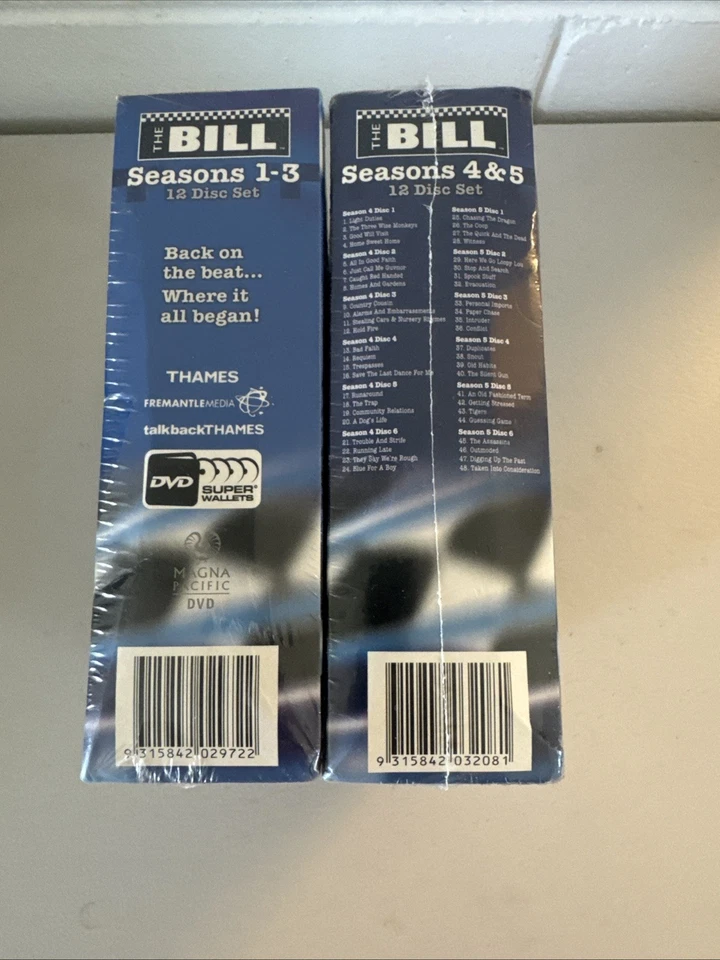 THE BILL
Seasons 1-3
12 Disc Set
Back on
the beat...
Where it
all began!
THAMES
FREMANTLEMEDIA
talkbackTHAMES
DVD SUPER
WALLETS
MAGNA
PACIFIC
DVD
9 315842 029722
THE BILL
Seasons 4&5
12 Disc Set
Season 4 Disc 1
1. Light Duties
2. The Three Wise Monkeys
3. Good Will Visit
4. Home Sweet Home
Season 4 Disc 2
5. All In Good Faith
6. Just Call Me Guvnor
7. Caught Red Handed
8. Homes And Gardens
Season 4 Disc 3
9. Country Cousin
10. Alarms And Embarrassments
11. Stealing Cars & Nursery Rhymes
12. Hold Fire
Season 4 Disc 4
13. Bad Faith
14. Requiem
15. Trespasses
16. Save The Last Dance For Me
Season 4 Disc 5
17. Runaround
18. The Trap
19. Community Relations
20. A Dog's Life
Season 4 Disc 6
21. Trouble And Strife
22. Running Late
23. They Say We're Rough
24. Blue For A Boy
Season 5 Disc 1
25. Chasing The Dragon
26. The Coop
27. The Quick And The Dead
28. Witness
Season 5 Disc 2
29. Here We Go Loopy Lou
30. Stop And Search
31. Spook Stuff
32. Evacuation
Season 5 Disc 3
33. Personal Imports
34. Paper Chase
35. Intruder
36. Conflict
Season 5 Disc 4
37. Duplicates
38. Snout
39. Old Habits
40. The Silent Gun
Season 5 Disc 5
41. An Old Fashioned Term
42. Getting Stressed
43. Tigers
44. Guessing Game
Season 5 Disc 6
45. The Assassins
46. Outmoded
47. Digging Up The Past
48. Taken Into Consideration
9 315842 032081